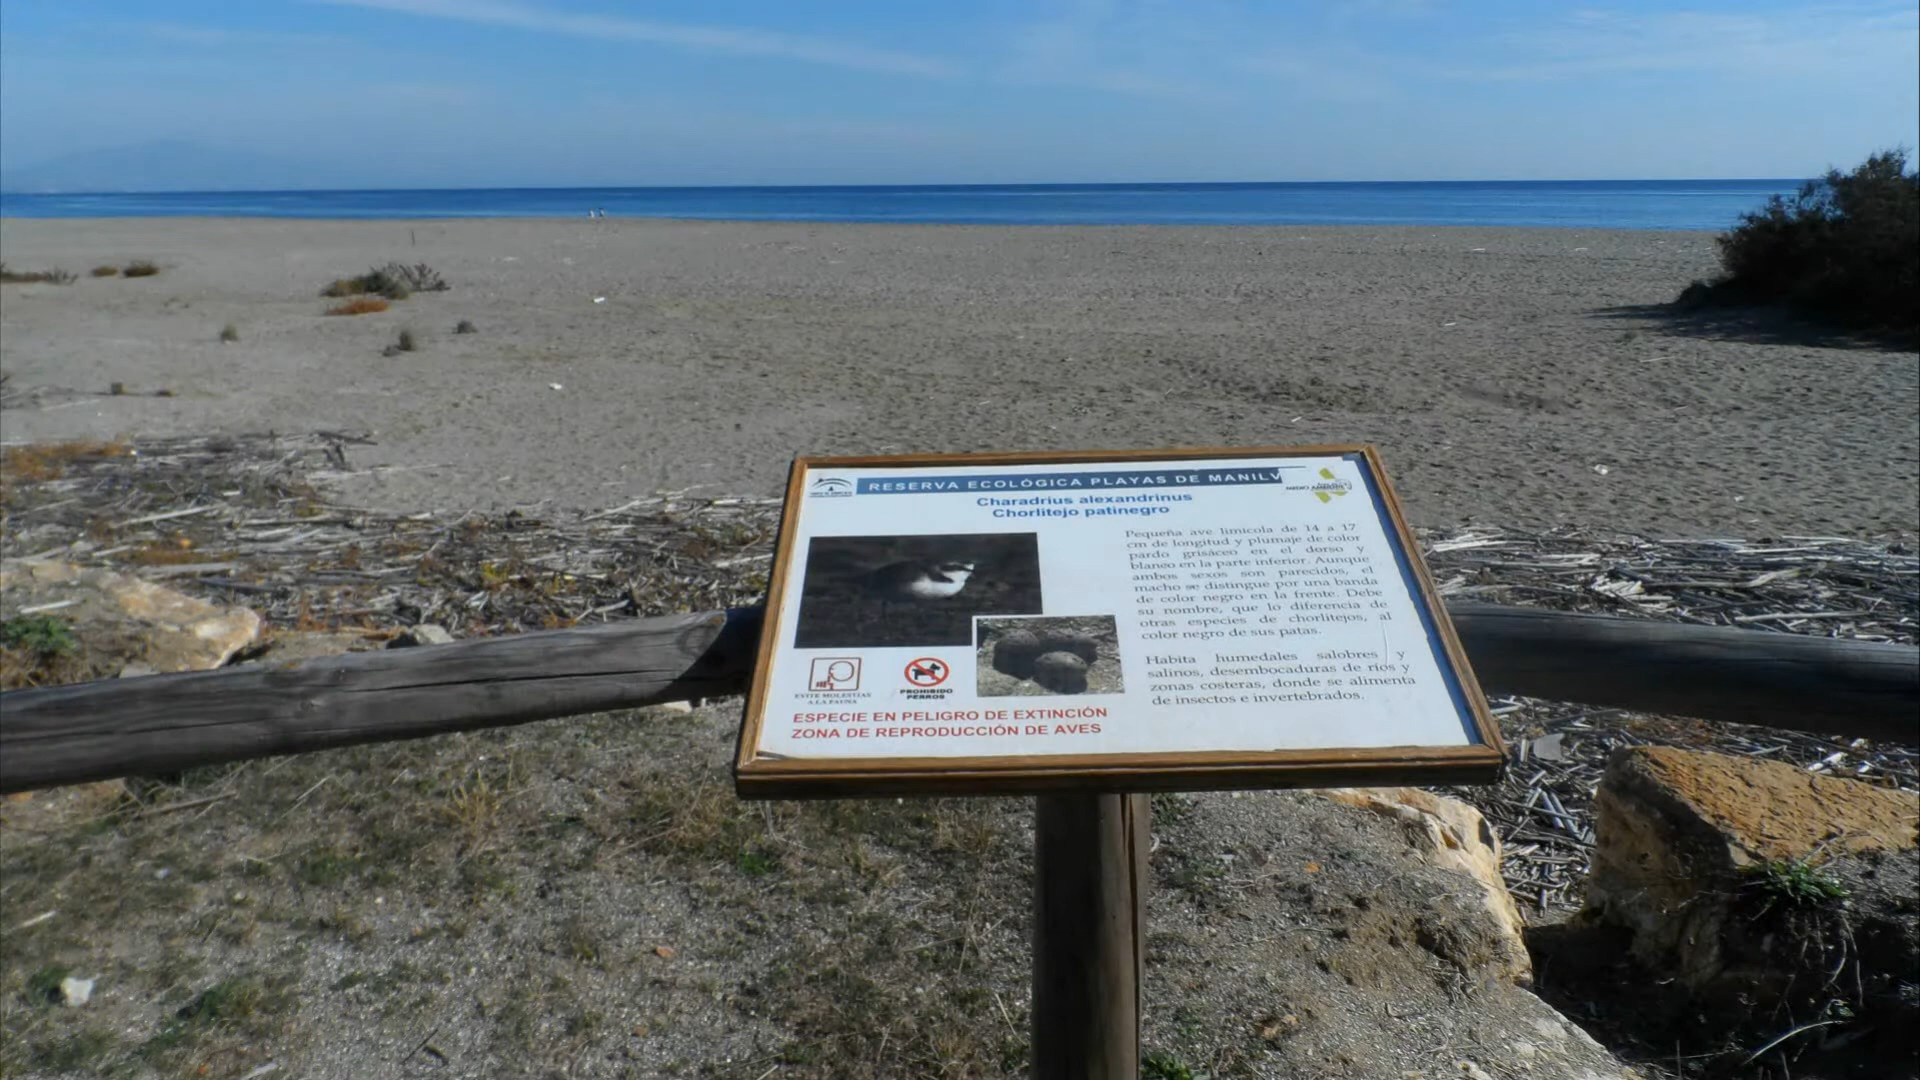 RESERVA ECOLÓGICA PLAYAS DE MANILV
Charadrius alexandrinus
Chorlitejo patinegro
Pequeña ave limícola de 14 a 17
cm de longitud y plumaje de color
pardo grisáceo en el dorso y
blaneo en la parte inferior. Aunque
ambos sexos son parecidos, el
macho se distingue por una banda
de color negro en la frente. Debe
su nombre, que lo diferencia de
otras especies de chorlitejos, al
color negro de sus patas.
Habita humedales salobres y
salinos, desembocaduras de ríos y
zonas costeras, donde se alimenta
de insectos e invertebrados.
EVITE MOLESTIAS
A LA FAUNA
PROHIBIDO
PERROS
ESPECIE EN PELIGRO DE EXTINCIÓN
ZONA DE REPRODUCCIÓN DE AVES